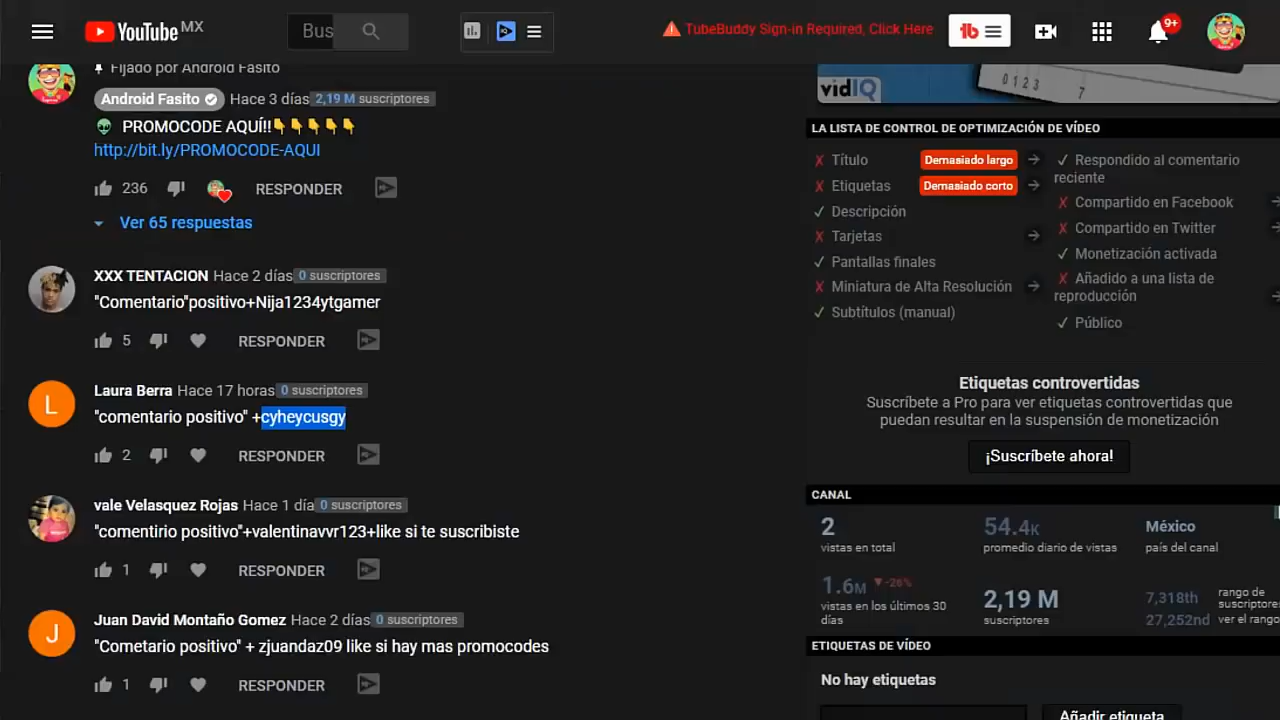 YouTube MX
Bus
TubeBuddy Sign-in Required, Click Here
9+
Fijado por Android Fasito
Android Fasito Hace 3 días 2,19 M suscriptores
PROMOCODE AQUÍ!!
http://bit.ly/PROMOCODE-AQUI
236 RESPONDER
Ver 65 respuestas
XXX TENTACION Hace 2 días 0 suscriptores
"Comentario"positivo+Nija1234ytgamer
5 RESPONDER
Laura Berra Hace 17 horas 0 suscriptores
L
"comentario positivo" +cyheycusgy
2 RESPONDER
vale Velasquez Rojas Hace 1 día 0 suscriptores
"comentirio positivo"+valentinavvr123+like si te suscribiste
1 RESPONDER
Juan David Montaño Gomez Hace 2 días 0 suscriptores
J
"Cometario positivo" + zjuandaz09 like si hay mas promocodes
1 RESPONDER
vidIQ
0 1 2 3 7
LA LISTA DE CONTROL DE OPTIMIZACIÓN DE VÍDEO
Título Demasiado largo
Etiquetas Demasiado corto
Descripción
Tarjetas
Pantallas finales
Miniatura de Alta Resolución
Subtítulos (manual)
Respondido al comentario
reciente
Compartido en Facebook
Compartido en Twitter
Monetización activada
Añadido a una lista de
reproducción
Público
Etiquetas controvertidas
Suscríbete a Pro para ver etiquetas controvertidas que
puedan resultar en la suspensión de monetización
¡Suscríbete ahora!
CANAL
2
vistas en total
54.4K
promedio diario de vistas
México
país del canal
1.6M -26%
vistas en los últimos 30
días
2,19 M
suscriptores
7,318th
rango de
suscriptores
27,252nd
ver el rango
ETIQUETAS DE VÍDEO
No hay etiquetas
Añadir etiqueta